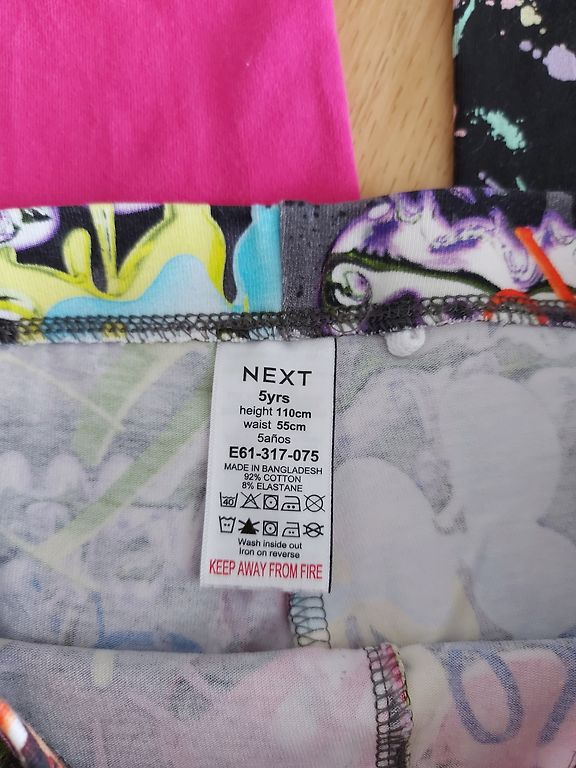 NEXT
5yrs
height 110cm
waist 55cm
5años
E61-317-075
MADE IN BANGLADESH
92% COTTON
8% ELASTANE
40
Wash inside out
Iron on reverse
KEEP AWAY FROM FIRE